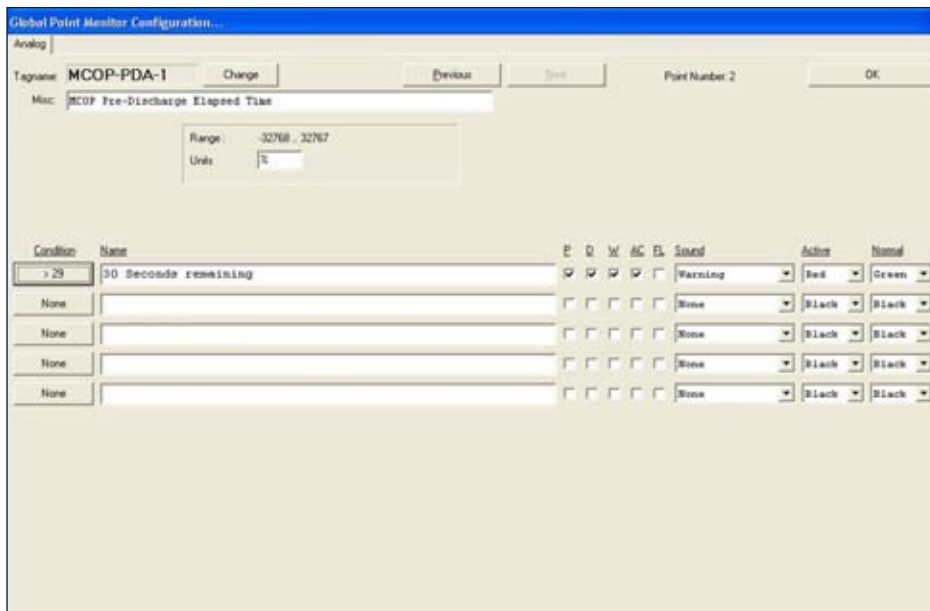 Global Point Monitor Configuration...
Analog
Tagname: MCOP-PDA-1 Change Previous Next Point Number: 2 OK
Misc: MCOP Pre-Discharge Elapsed Time
Range: -32768 .. 32767
Units %
Condition Name P D W AC FL Sound Active Normal
> 29 30 Seconds remaining Warning Red Green
None None Black Black
None None Black Black
None None Black Black
None None Black Black